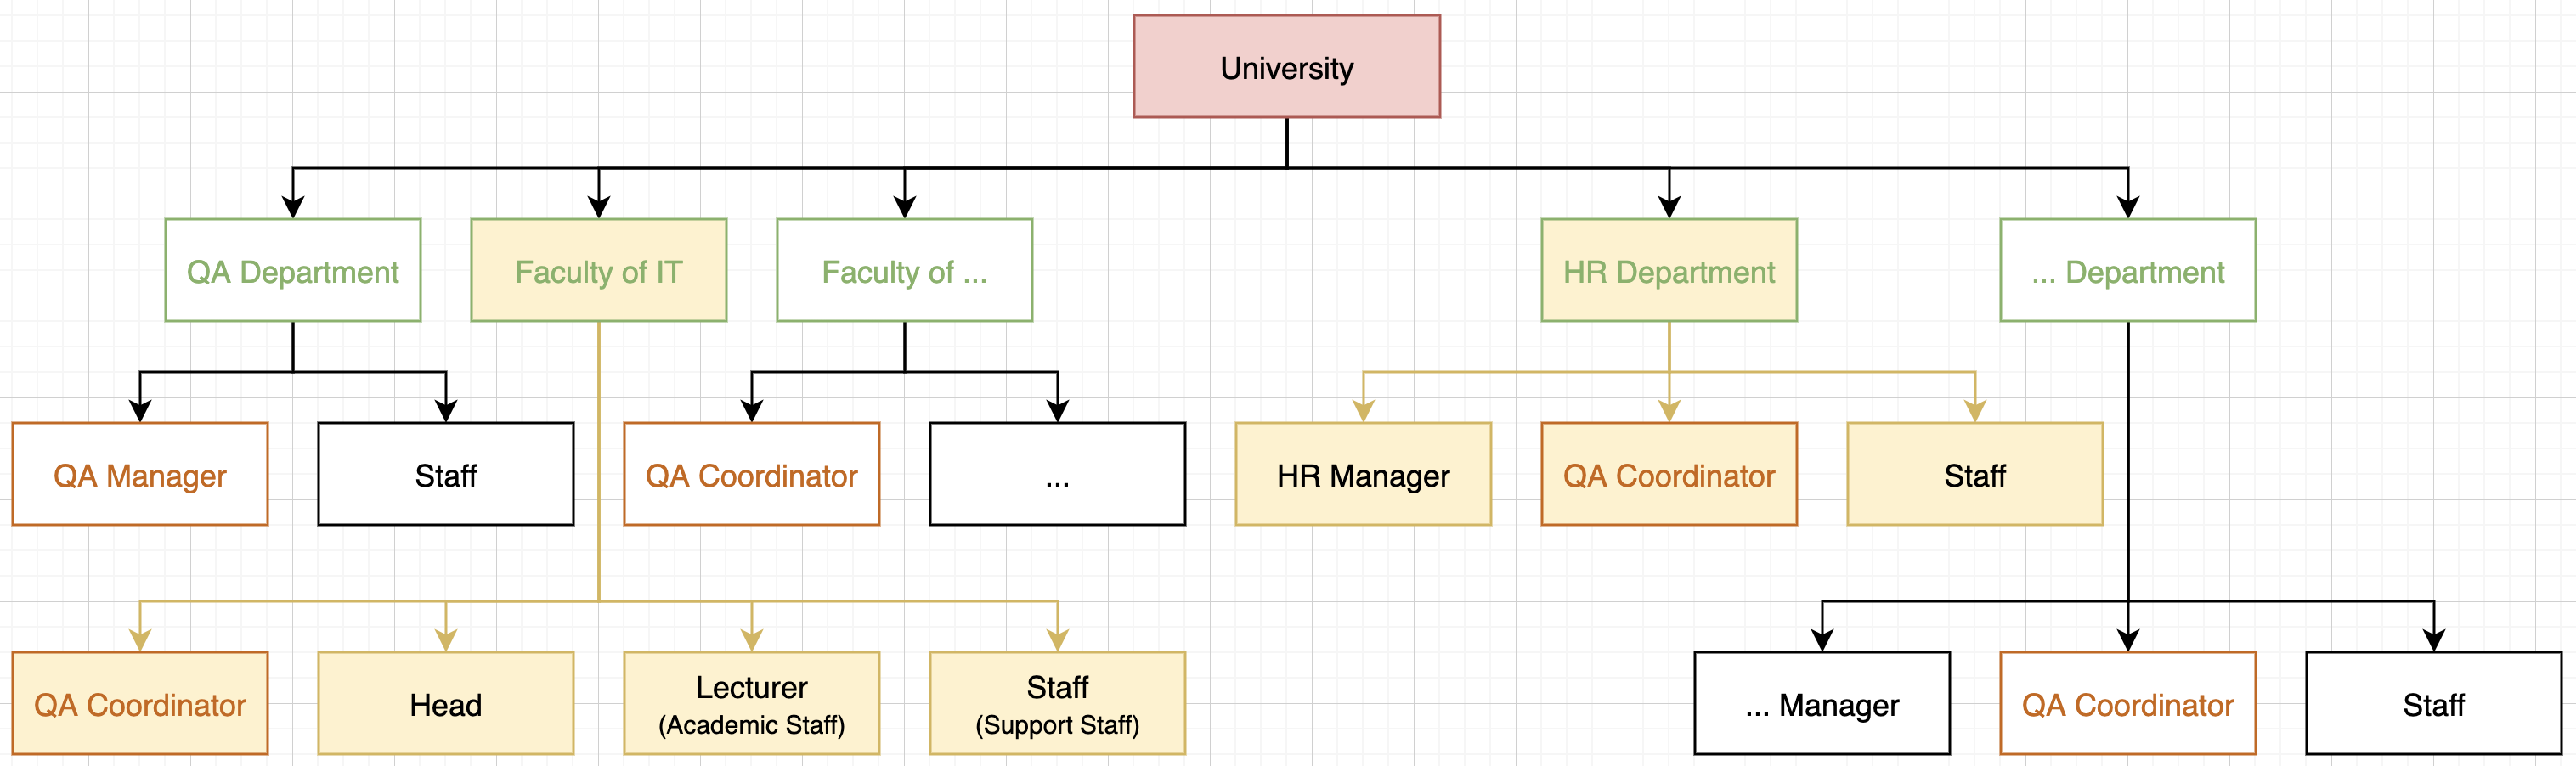 University
QA Department
Faculty of IT
Faculty of ...
HR Department
... Department
QA Manager
Staff
QA Coordinator
...
HR Manager
QA Coordinator
Staff
QA Coordinator
Head
Lecturer
(Academic Staff)
Staff
(Support Staff)
... Manager
QA Coordinator
Staff